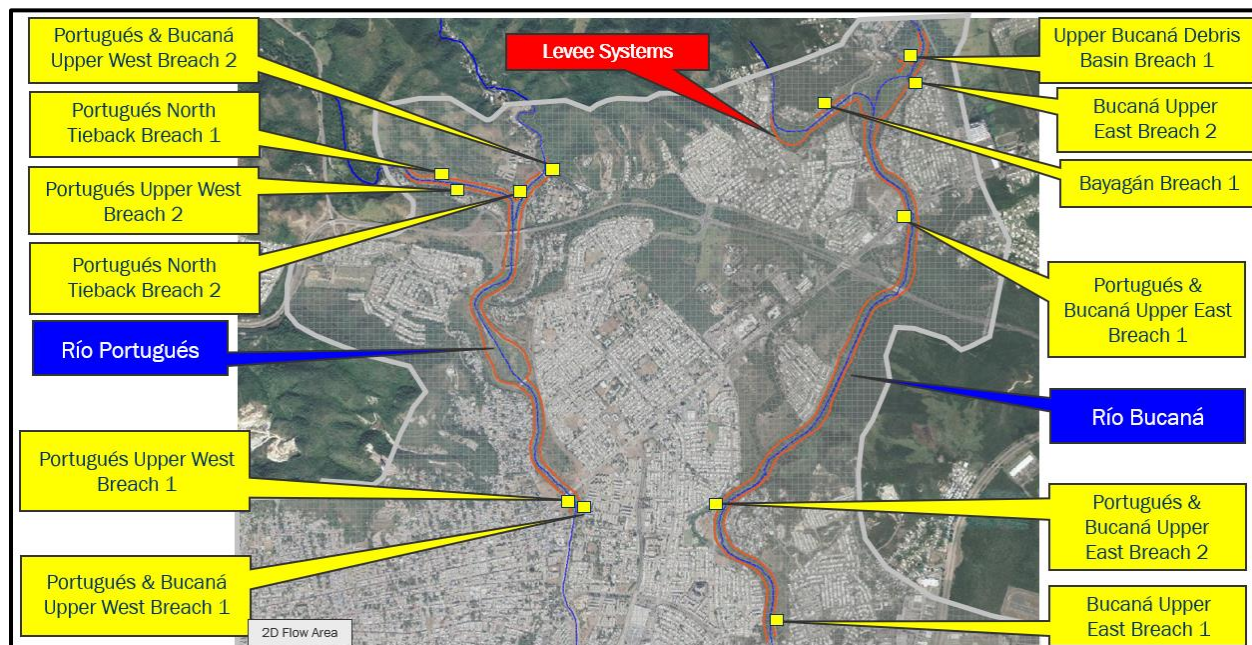 Portugués & Bucaná
Upper West Breach 2
Portugués North
Tieback Breach 1
Portugués Upper West
Breach 2
Portugués North
Tieback Breach 2
Río Portugués
Portugués Upper West
Breach 1
Portugués & Bucaná
Upper West Breach 1
2D Flow Area
Levee Systems
Upper Bucaná Debris
Basin Breach 1
Bucaná Upper
East Breach 2
Bayagán Breach 1
Portugués &
Bucaná Upper East
Breach 1
Río Bucaná
Portugués &
Bucaná Upper
East Breach 2
Bucaná Upper
East Breach 1